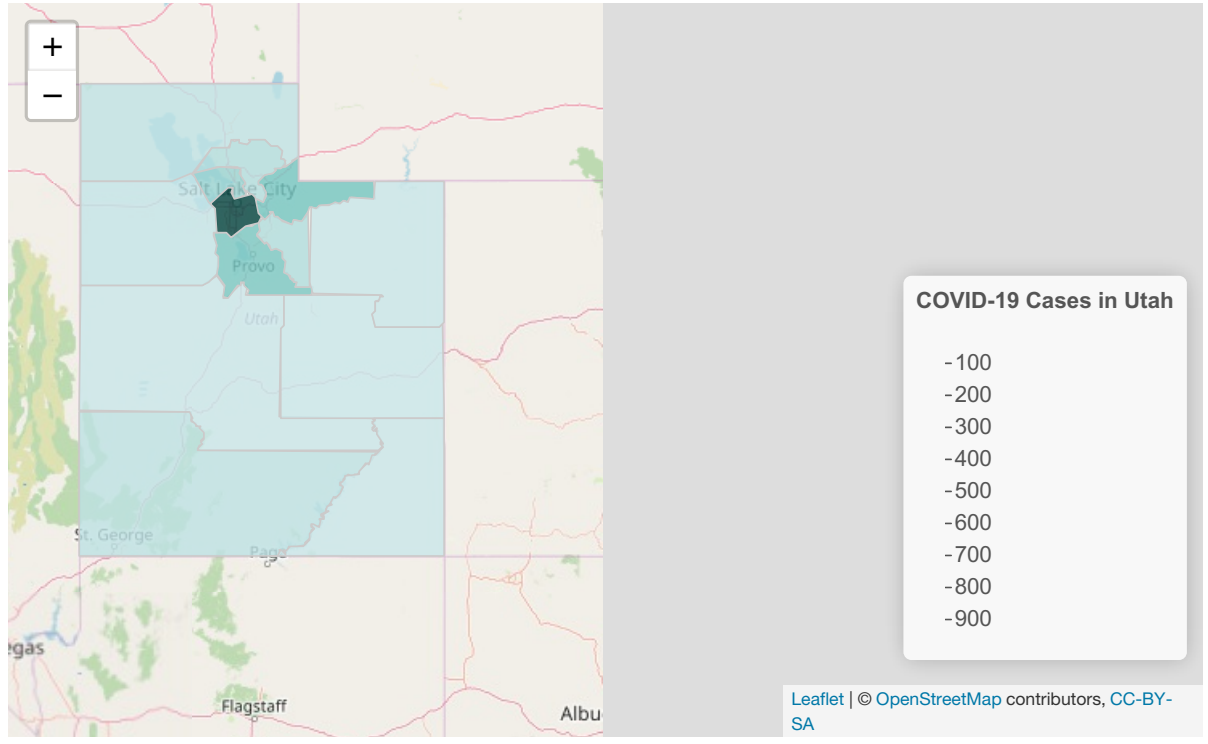 +
−
Salt Lake City
Provo
Utah
St. George
Page
egas
Flagstaff
Albu
COVID-19 Cases in Utah
-100
-200
-300
-400
-500
-600
-700
-800
-900
Leaflet | © OpenStreetMap contributors, CC-BY-
SA